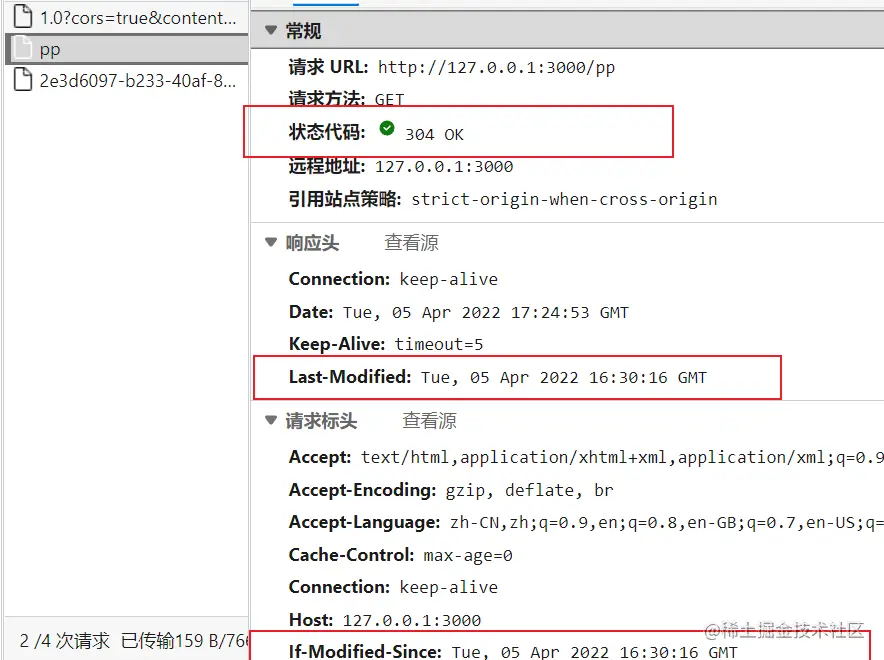 1.0?cors=true&content...
pp
2e3d6097-b233-40af-8...
常规
请求 URL: http://127.0.0.1:3000/pp
请求方法: GET
状态代码: 304 OK
远程地址: 127.0.0.1:3000
引用站点策略: strict-origin-when-cross-origin
响应头 查看源
Connection: keep-alive
Date: Tue, 05 Apr 2022 17:24:53 GMT
Keep-Alive: timeout=5
Last-Modified: Tue, 05 Apr 2022 16:30:16 GMT
请求标头 查看源
Accept: text/html,application/xhtml+xml,application/xml;q=0.9
Accept-Encoding: gzip, deflate, br
Accept-Language: zh-CN,zh;q=0.9,en;q=0.8,en-GB;q=0.7,en-US;q=
Cache-Control: max-age=0
Connection: keep-alive
Host: 127.0.0.1:3000
If-Modified-Since: Tue, 05 Apr 2022 16:30:16 GMT
2 /4 次请求 已传输159 B/76
@稀土掘金技术社区